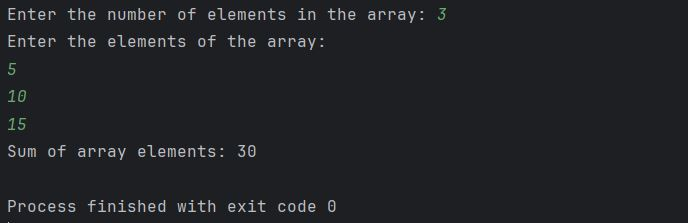 Enter the number of elements in the array: 3
Enter the elements of the array:
5
10
15
Sum of array elements: 30
Process finished with exit code 0